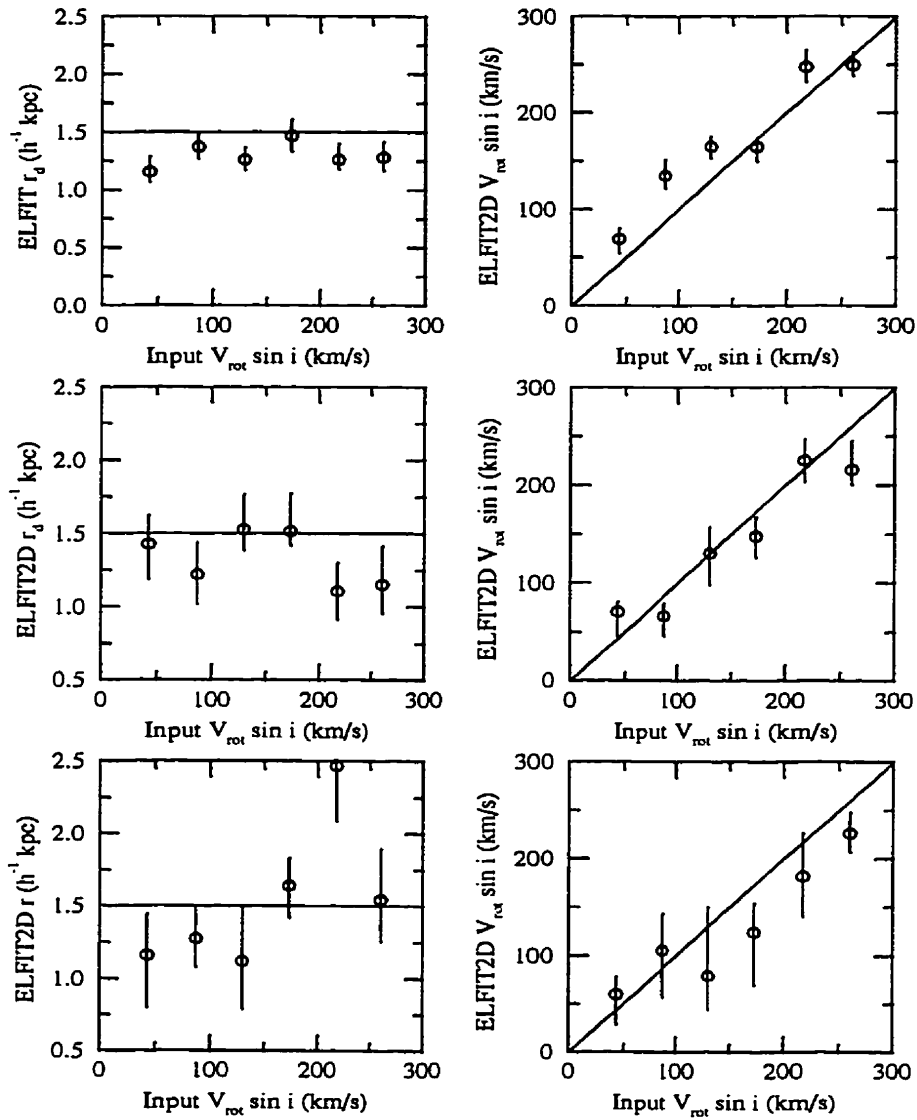 2.5
2.0
1.5
1.0
0.5
0.0
ELFIT r_d (h^-1 kpc)
0 100 200 300
Input V_rot sin i (km/s)
300
200
100
0
ELFIT2D V_rot sin i (km/s)
0 100 200 300
Input V_rot sin i (km/s)
2.5
2.0
1.5
1.0
0.5
ELFIT2D r_d (h^-1 kpc)
0 100 200 300
Input V_rot sin i (km/s)
300
200
100
0
ELFIT2D V_rot sin i (km/s)
0 100 200 300
Input V_rot sin i (km/s)
2.5
2.0
1.5
1.0
0.5
ELFIT2D r (h^-1 kpc)
0 100 200 300
Input V_rot sin i (km/s)
300
200
100
0
ELFIT2D V_rot sin i (km/s)
0 100 200 300
Input V_rot sin i (km/s)